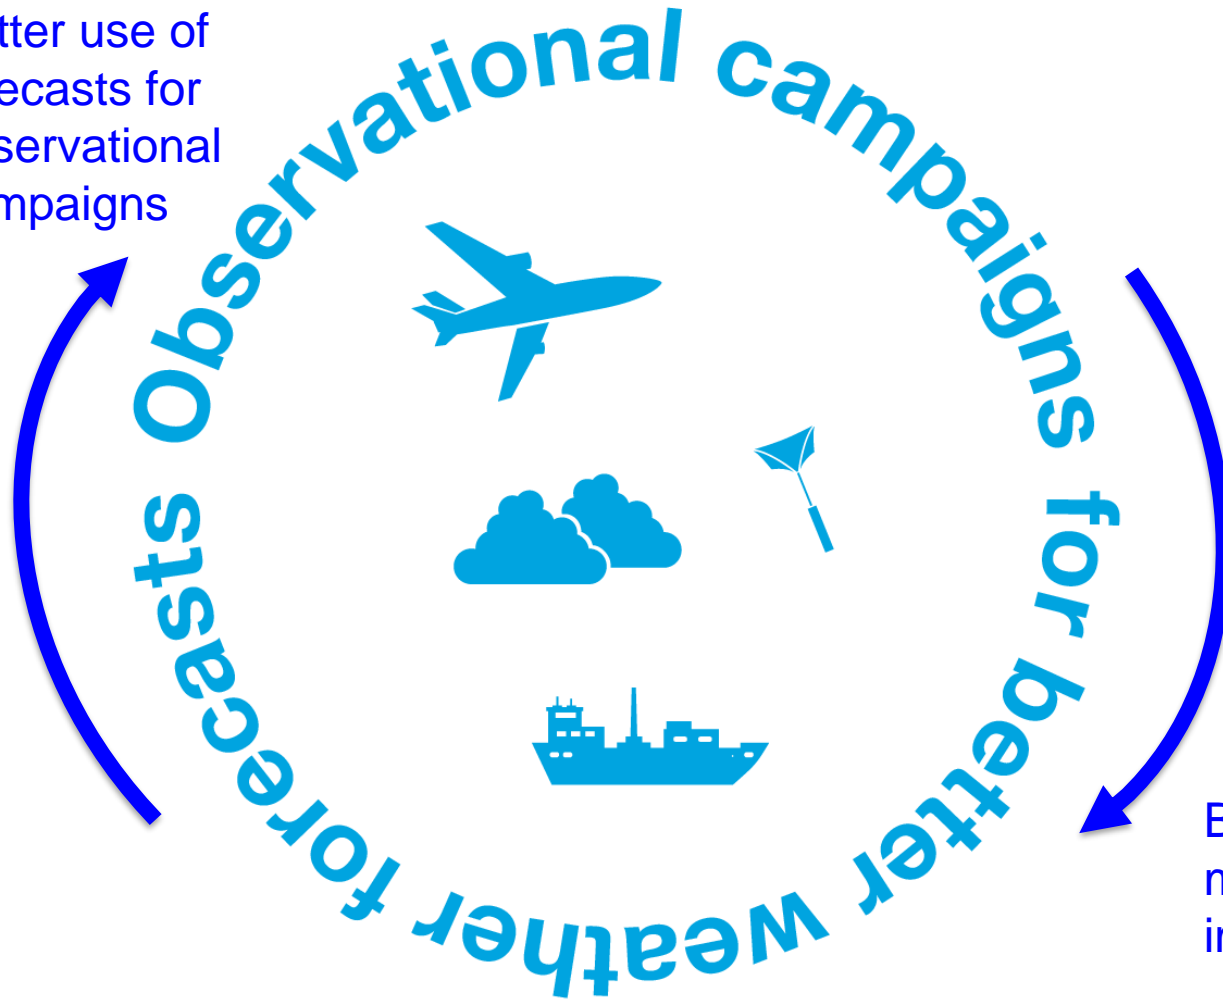 tter use of
ecasts for
servational
mpaigns
Observational campaigns for better weather forecasts